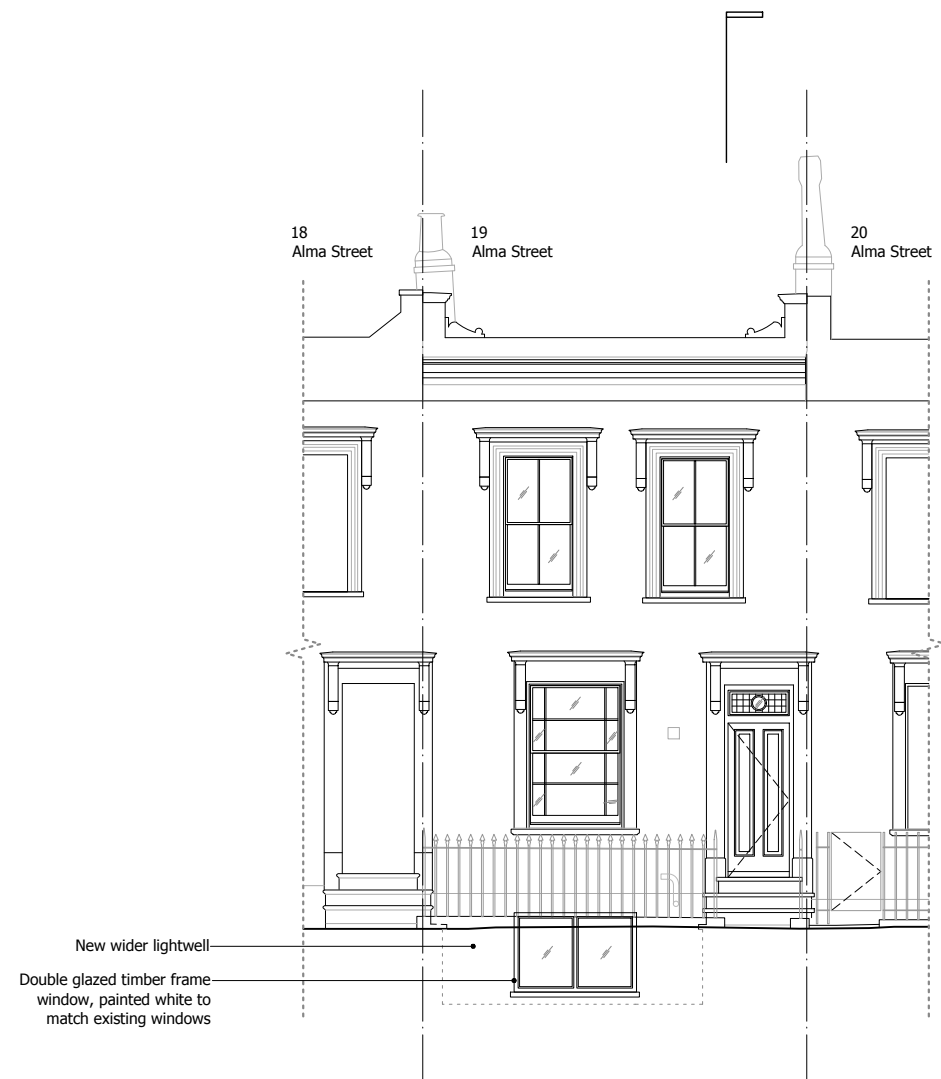 18
Alma Street
19
Alma Street
20
Alma Street
New wider lightwell
Double glazed timber frame
window, painted white to
match existing windows